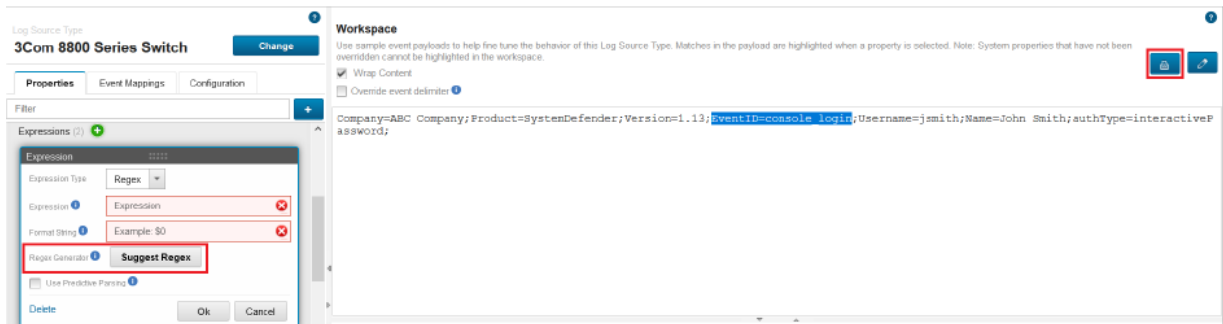 Log Source Type
3Com 8800 Series Switch
Change
Properties
Event Mappings
Configuration
Filter
Expressions (2)
Expression
Expression Type
Regex
Expression
Expression
Format String
Example: $0
Regex Generator
Suggest Regex
Use Predictive Parsing
Delete
Ok
Cancel
Workspace
Use sample event payloads to help fine tune the behavior of this Log Source Type. Matches in the payload are highlighted when a property is selected. Note: System properties that have not been
overridden cannot be highlighted in the workspace.
Wrap Content
Override event delimiter
Company=ABC Company;Product=SystemDefender;Version=1.13;EventID=console login;Username=jsmith;Name=John Smith;authType=interactiveP
assword;